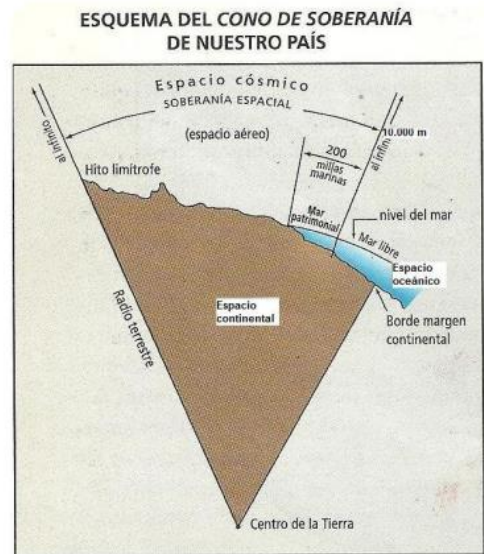 ESQUEMA DEL CONO DE SOBERANÍA
DE NUESTRO PAÍS
Espacio cósmico
SOBERANÍA ESPACIAL
(espacio aéreo)
10.000 m
al infinito
al infini
200
millas
marinas
Hito limítrofe
Mar
patrimonial
nivel del mar
Mar libre
Espacio
oceánico
Espacio
continental
Radio terrestre
Borde margen
continental
Centro de la Tierra